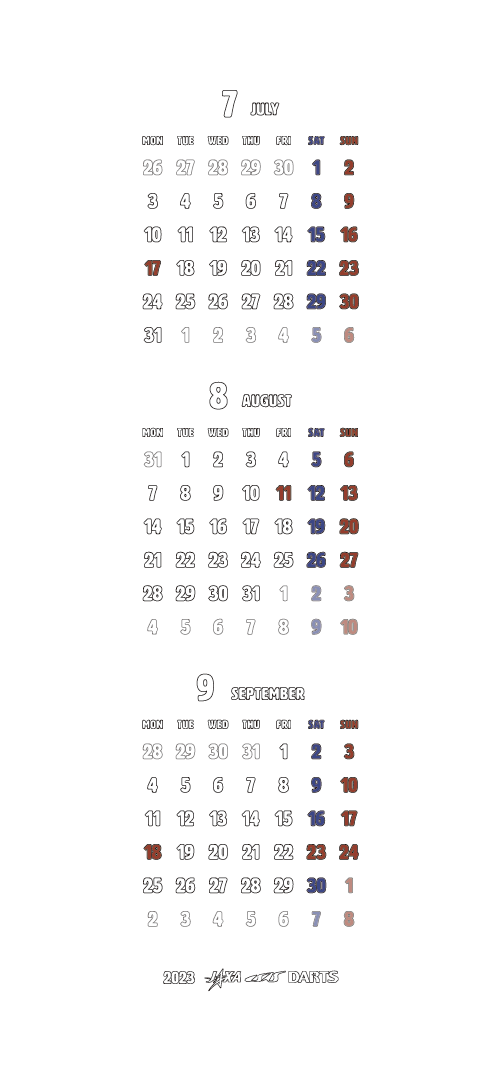 7 JULY
MON TUE WED THU FRI SAT SUN
26 27 28 29 30 1 2
3 4 5 6 7 8 9
10 11 12 13 14 15 16
17 18 19 20 21 22 23
24 25 26 27 28 29 30
31 1 2 3 4 5 6
8 AUGUST
MON TUE WED THU FRI SAT SUN
31 1 2 3 4 5 6
7 8 9 10 11 12 13
14 15 16 17 18 19 20
21 22 23 24 25 26 27
28 29 30 31 1 2 3
4 5 6 7 8 9 10
9 SEPTEMBER
MON TUE WED THU FRI SAT SUN
28 29 30 31 1 2 3
4 5 6 7 8 9 10
11 12 13 14 15 16 17
18 19 20 21 22 23 24
25 26 27 28 29 30 1
2 3 4 5 6 7 8
2023 JAXA DARTS